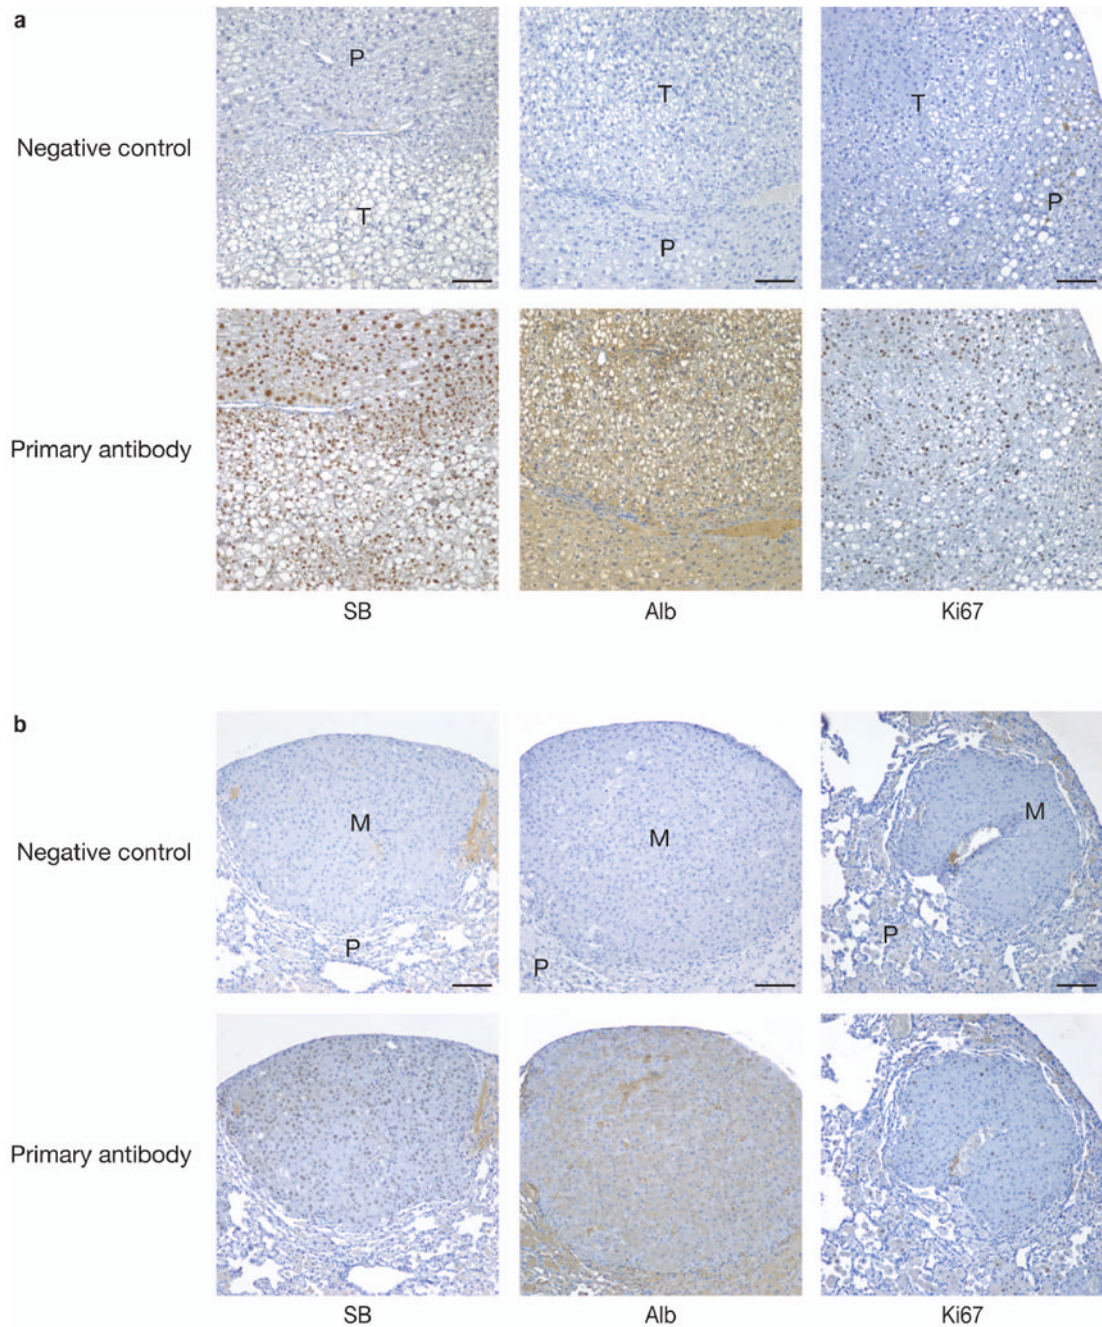 a
P
T
T
P
T
P
Negative control
Primary antibody
SB
Alb
Ki67
b
M
P
M
P
M
P
Negative control
Primary antibody
SB
Alb
Ki67